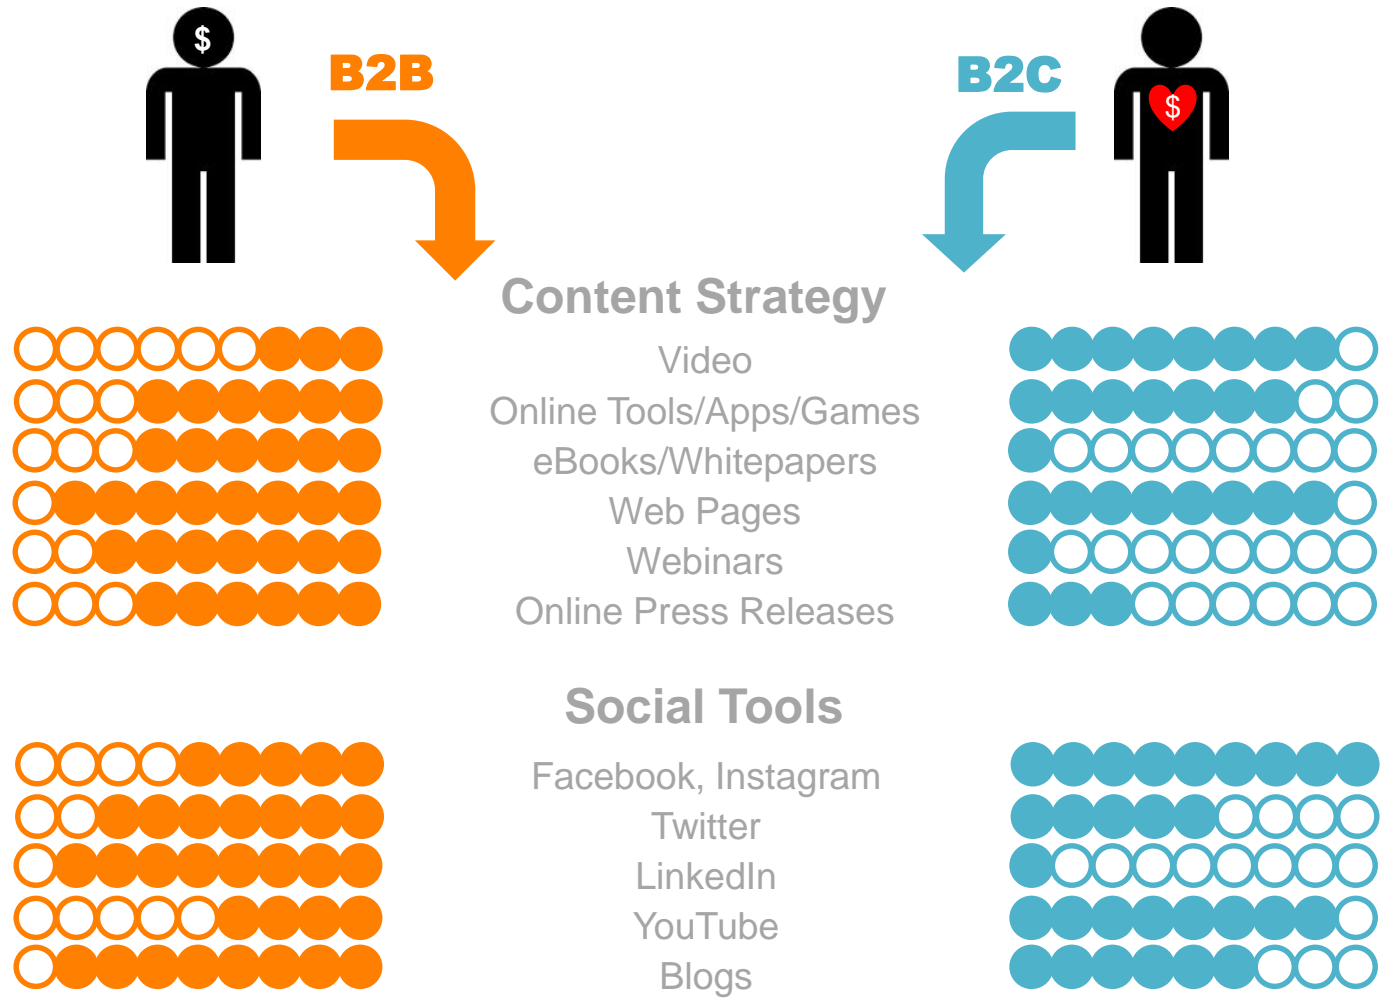 $
B2B
B2C
$
Content Strategy
Video
Online Tools/Apps/Games
eBooks/Whitepapers
Web Pages
Webinars
Online Press Releases
Social Tools
Facebook, Instagram
Twitter
LinkedIn
YouTube
Blogs